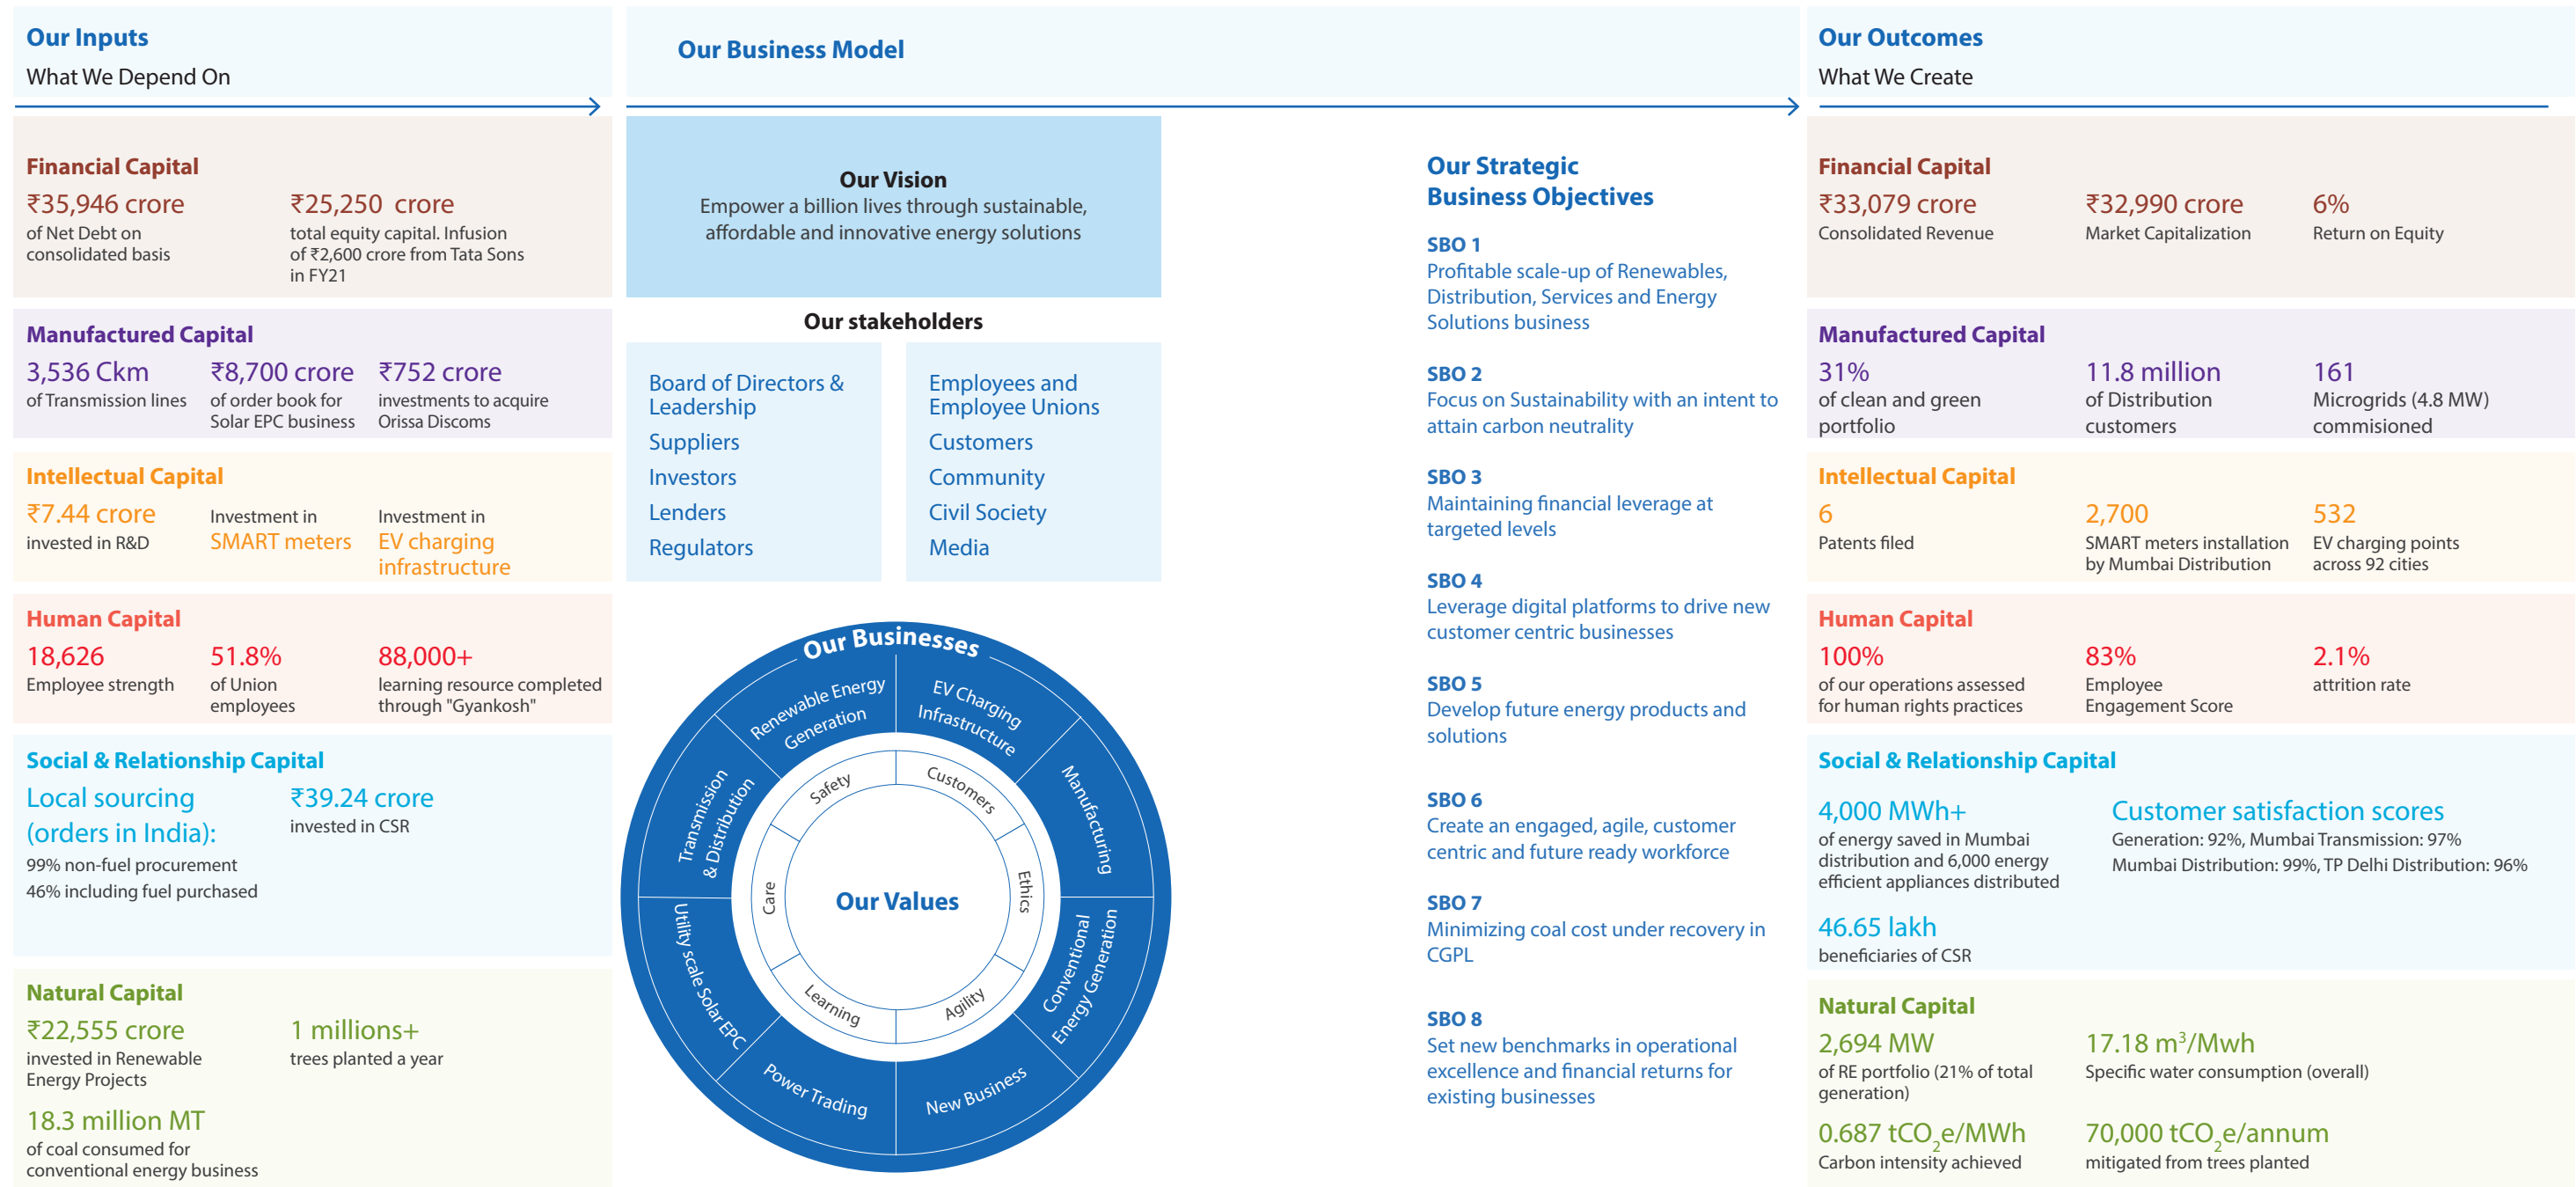 Our Inputs
What We Depend On
Financial Capital
₹35,946 crore
of Net Debt on
consolidated basis
₹25,250 crore
total equity capital. Infusion
of ₹2,600 crore from Tata Sons
in FY21
Manufactured Capital
3,536 Ckm
of Transmission lines
₹8,700 crore
of order book for
Solar EPC business
₹752 crore
investments to acquire
Orissa Discoms
Intellectual Capital
₹7.44 crore
invested in R&D
Investment in
SMART meters
Investment in
EV charging
infrastructure
Human Capital
18,626
Employee strength
51.8%
of Union
employees
88,000+
learning resource completed
through "Gyankosh"
Social & Relationship Capital
Local sourcing
(orders in India):
99% non-fuel procurement
46% including fuel purchased
₹39.24 crore
invested in CSR
Natural Capital
₹22,555 crore
invested in Renewable
Energy Projects
1 millions+
trees planted a year
18.3 million MT
of coal consumed for
conventional energy business
Our Business Model
Our Vision
Empower a billion lives through sustainable,
affordable and innovative energy solutions
Our stakeholders
Board of Directors &
Leadership
Suppliers
Investors
Lenders
Regulators
Employees and
Employee Unions
Customers
Community
Civil Society
Media
Our Businesses
Renewable Energy
Generation
EV Charging
Infrastructure
Manufacturing
Conventional
Energy Generation
New Business
Power Trading
Utility scale Solar EPC
Transmission
& Distribution
Safety
Customers
Ethics
Agility
Learning
Care
Our Values
Our Strategic
Business Objectives
SBO 1
Profitable scale-up of Renewables,
Distribution, Services and Energy
Solutions business
SBO 2
Focus on Sustainability with an intent to
attain carbon neutrality
SBO 3
Maintaining financial leverage at
targeted levels
SBO 4
Leverage digital platforms to drive new
customer centric businesses
SBO 5
Develop future energy products and
solutions
SBO 6
Create an engaged, agile, customer
centric and future ready workforce
SBO 7
Minimizing coal cost under recovery in
CGPL
SBO 8
Set new benchmarks in operational
excellence and financial returns for
existing businesses
Our Outcomes
What We Create
Financial Capital
₹33,079 crore
Consolidated Revenue
₹32,990 crore
Market Capitalization
6%
Return on Equity
Manufactured Capital
31%
of clean and green
portfolio
11.8 million
of Distribution
customers
161
Microgrids (4.8 MW)
commisioned
Intellectual Capital
6
Patents filed
2,700
SMART meters installation
by Mumbai Distribution
532
EV charging points
across 92 cities
Human Capital
100%
of our operations assessed
for human rights practices
83%
Employee
Engagement Score
2.1%
attrition rate
Social & Relationship Capital
4,000 MWh+
of energy saved in Mumbai
distribution and 6,000 energy
efficient appliances distributed
Customer satisfaction scores
Generation: 92%, Mumbai Transmission: 97%
Mumbai Distribution: 99%, TP Delhi Distribution: 96%
46.65 lakh
beneficiaries of CSR
Natural Capital
2,694 MW
of RE portfolio (21% of total
generation)
17.18 m³/Mwh
Specific water consumption (overall)
0.687 tCO₂e/MWh
Carbon intensity achieved
70,000 tCO₂e/annum
mitigated from trees planted